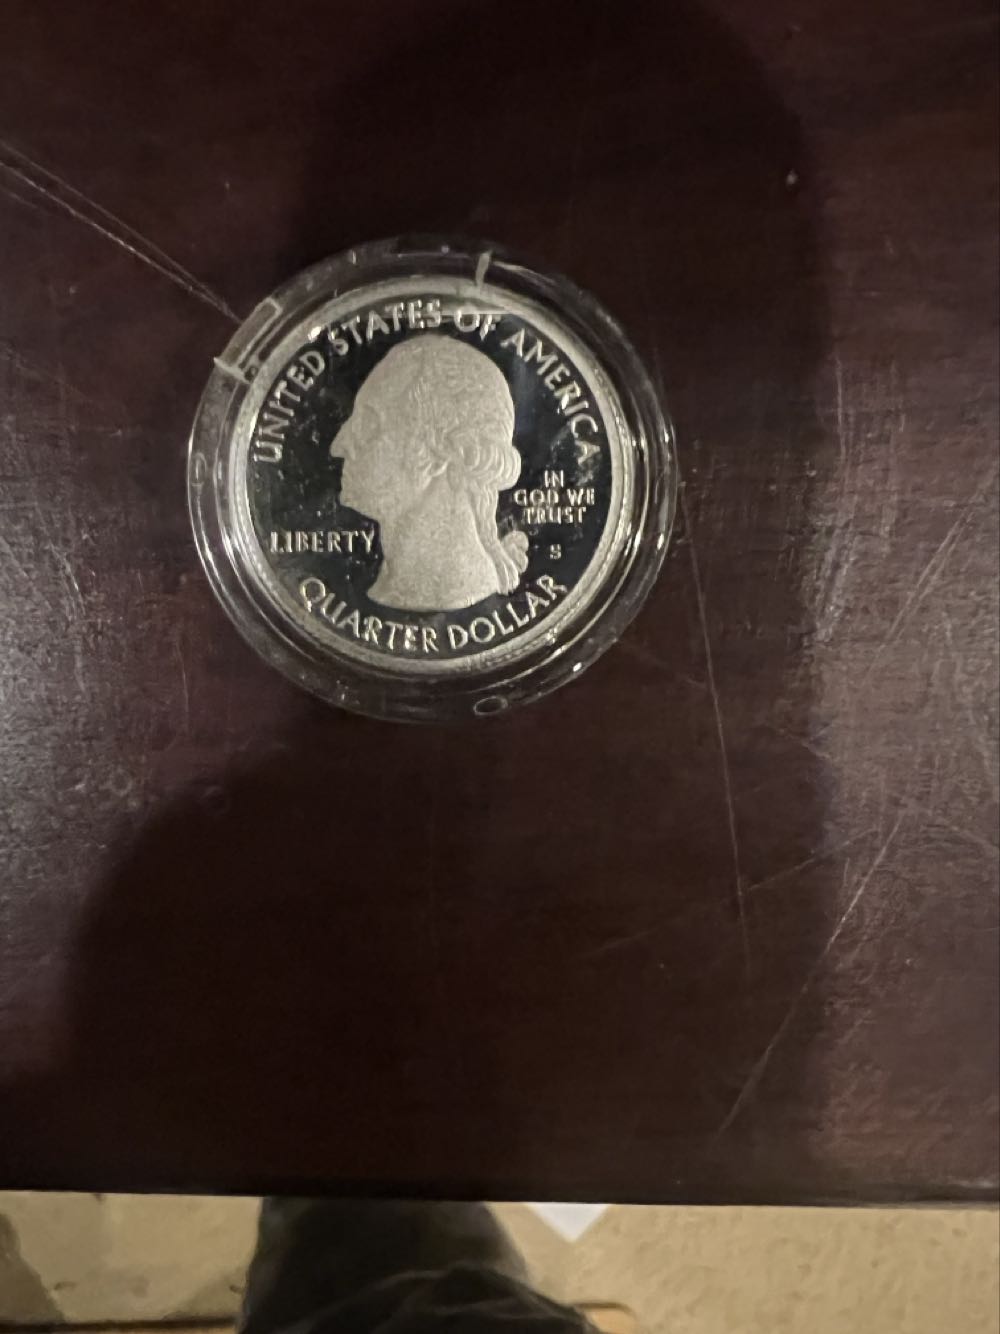 UNITED STATES OF AMERICA
LIBERTY
IN
GOD WE
TRUST
S
QUARTER DOLLAR